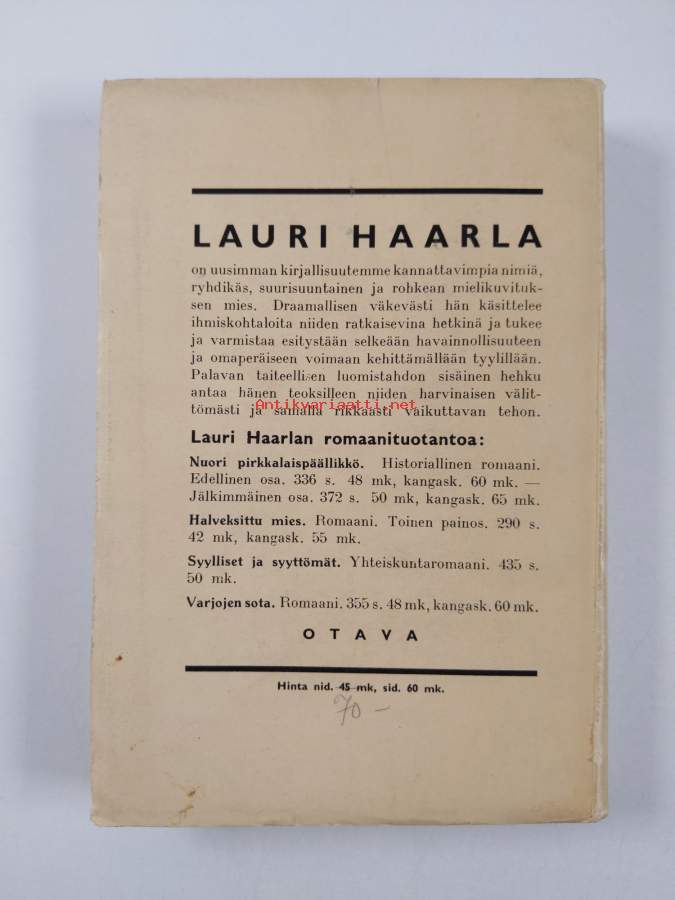 LAURI HAARLA
on uusimman kirjallisuutemme kannattavimpia nimiä,
ryhdikäs, suurisuuntainen ja rohkean mielikuvituk-
sen mies. Draamallisen väkevästi hän käsittelee
ihmiskohtaloita niiden ratkaisevina hetkinä ja tukee
ja varmistaa esitystään selkeään havainnollisuuteen
ja omaperäiseen voimaan kehittämällään tyylillään.
Palavan taiteellisen luomistahdon sisäinen hehku
antaa hänen teoksilleen niiden harvinaisen välit-
Antikvariaatti.net
tömästi ja samalla rikkaasti vaikuttavan tehon.
Lauri Haarlan romaanituotantoa:
Nuori pirkkalaispäällikkö. Historiallinen romaani.
Edellinen osa. 336 s. 48 mk, kangask. 60 mk. —
Jälkimmäinen osa. 372 s. 50 mk, kangask. 65 mk.
Halveksittu mies. Romaani. Toinen painos. 290 s.
42 mk, kangask. 55 mk.
Syylliset ja syyttömät. Yhteiskuntaromaani. 435 s.
50 mk.
Varjojen sota. Romaani. 355 s. 48 mk, kangask. 60 mk.
OTAVA
Hinta nid. 45 mk, sid. 60 mk.
70 –